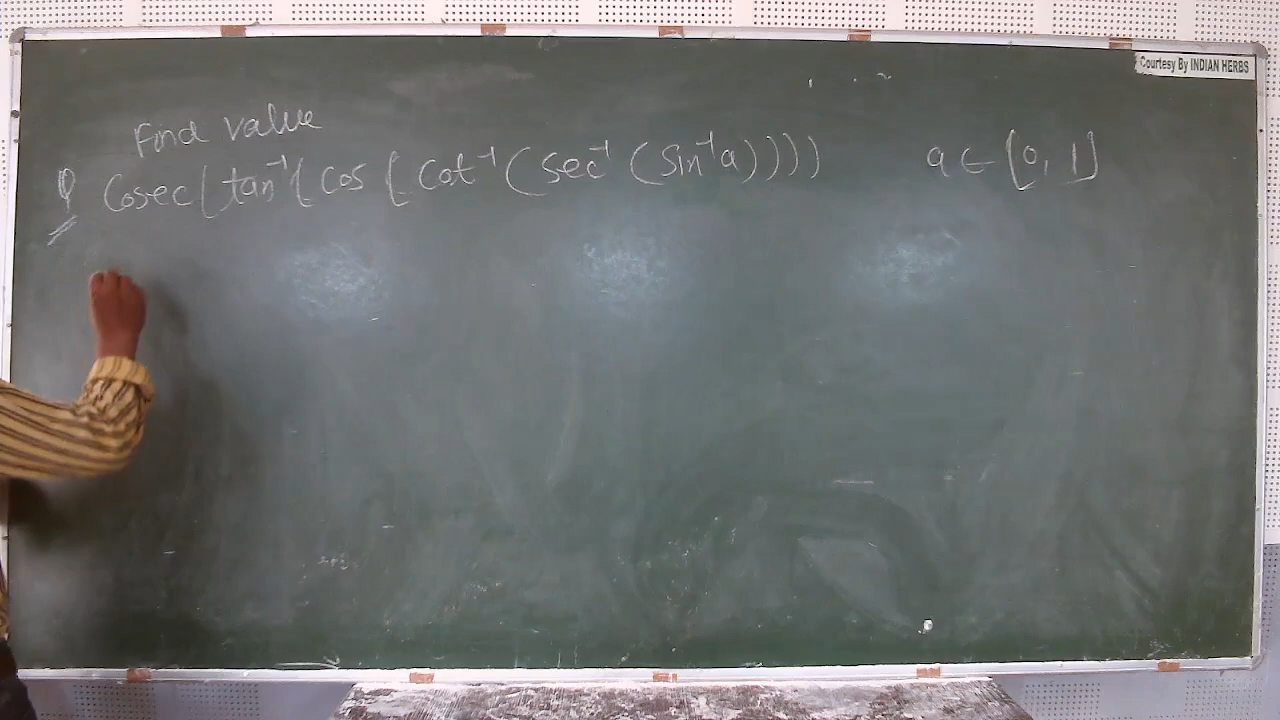 Courtesy By INDIAN HERBS
Find value
Q Cosec(tan⁻¹(cos(cot⁻¹(sec⁻¹(sin⁻¹a))))) a ∈ [0, 1]